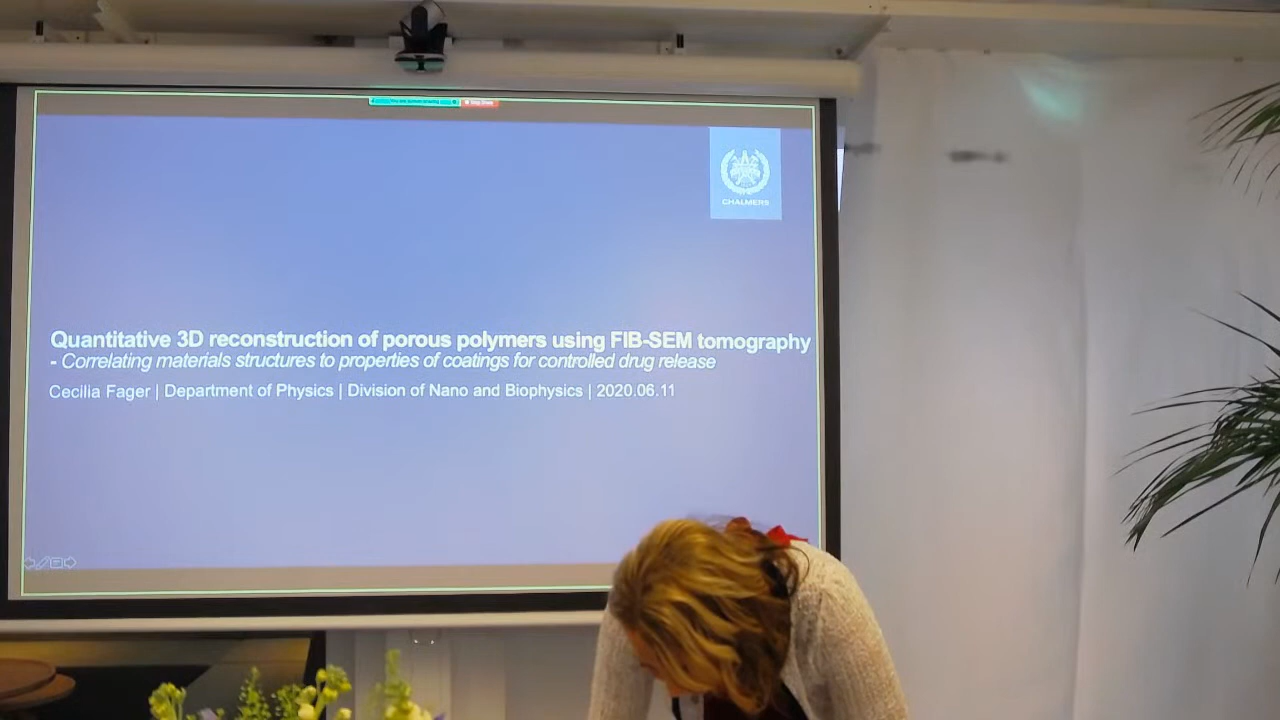 CHALMERS
Quantitative 3D reconstruction of porous polymers using FIB-SEM tomography
- Correlating materials structures to properties of coatings for controlled drug release
Cecilia Fager | Department of Physics | Division of Nano and Biophysics | 2020.06.11